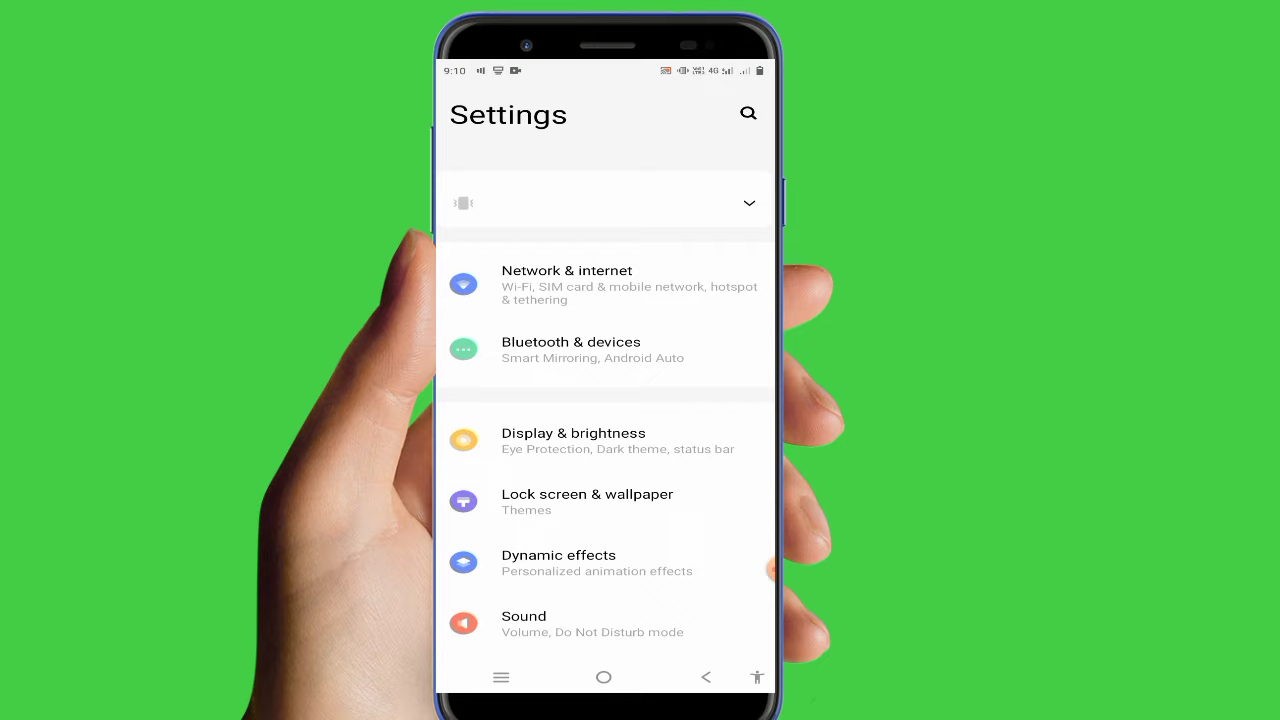 9:10
4G
Settings
Network & internet
Wi-Fi, SIM card & mobile network, hotspot
& tethering
Bluetooth & devices
Smart Mirroring, Android Auto
Display & brightness
Eye Protection, Dark theme, status bar
Lock screen & wallpaper
Themes
Dynamic effects
Personalized animation effects
Sound
Volume, Do Not Disturb mode